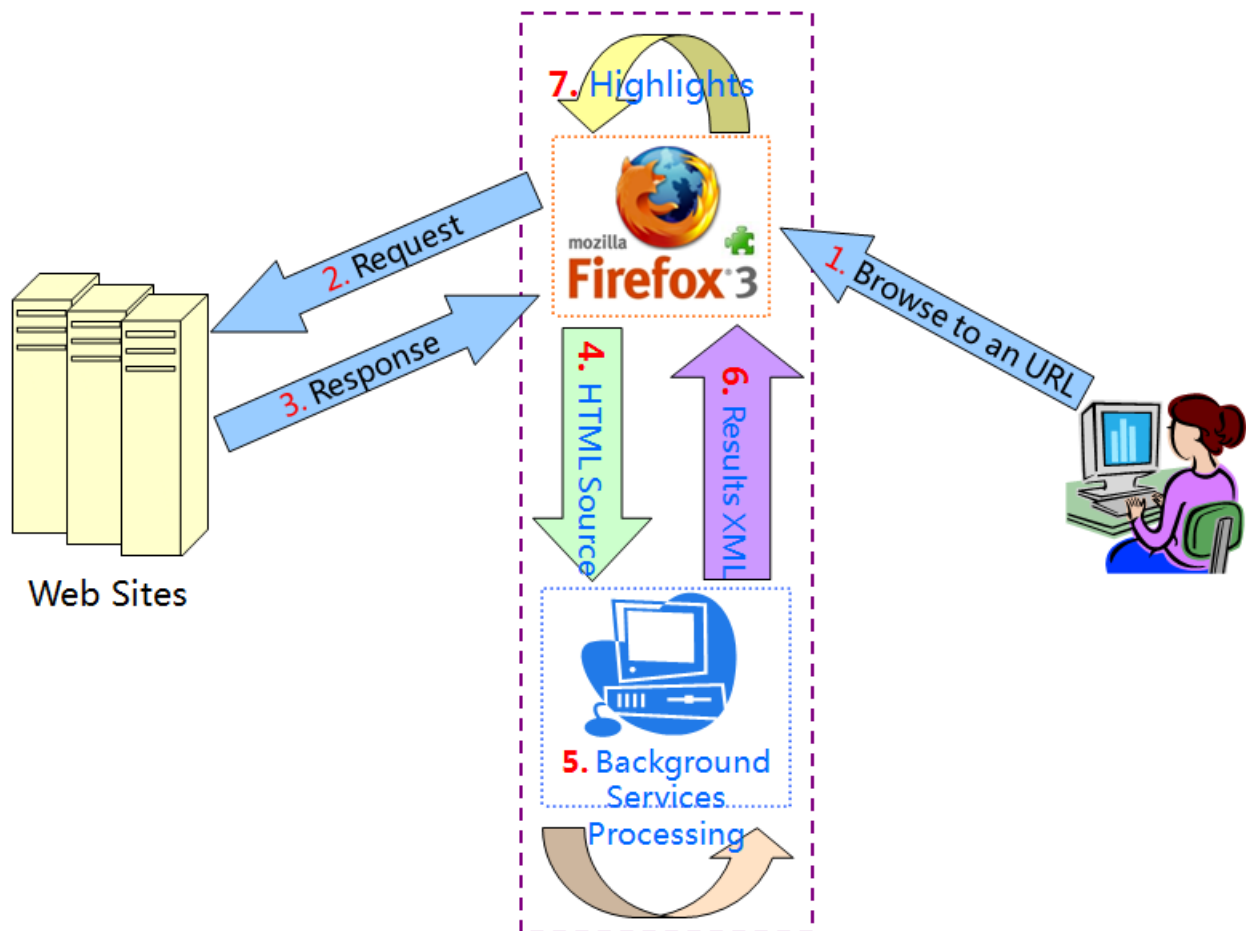 7. Highlights
mozilla
Firefox 3
1. Browse to an URL
2. Request
3. Response
4. HTML Source
6. Results XML
Web Sites
5. Background
Services
Processing